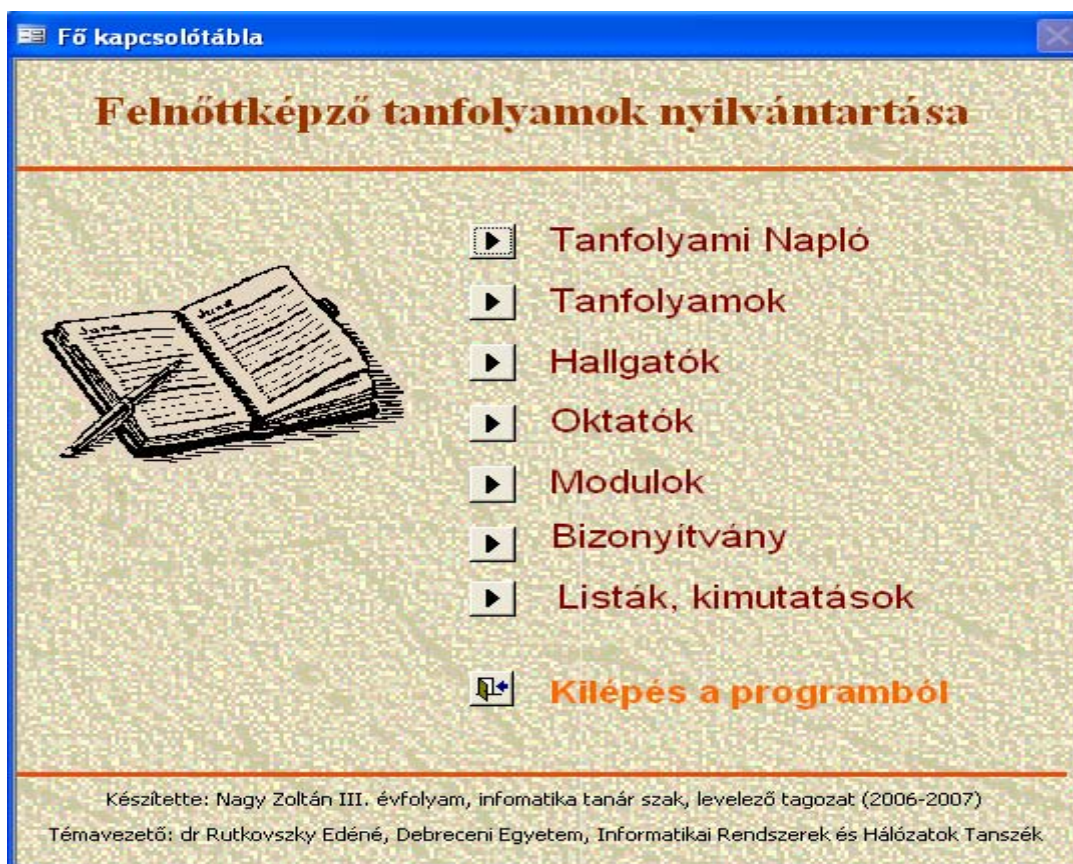 Fő kapcsolótábla
Felnőttképző tanfolyamok nyilvántartása
June
June
Tanfolyami Napló
Tanfolyamok
Hallgatók
Oktatók
Modulok
Bizonyítvány
Listák, kimutatások
Kilépés a programból
Készítette: Nagy Zoltán III. évfolyam, infomatika tanár szak, levelező tagozat (2006-2007)
Témavezető: dr Rutkovszky Edéné, Debreceni Egyetem, Informatikai Rendszerek és Hálózatok Tanszék